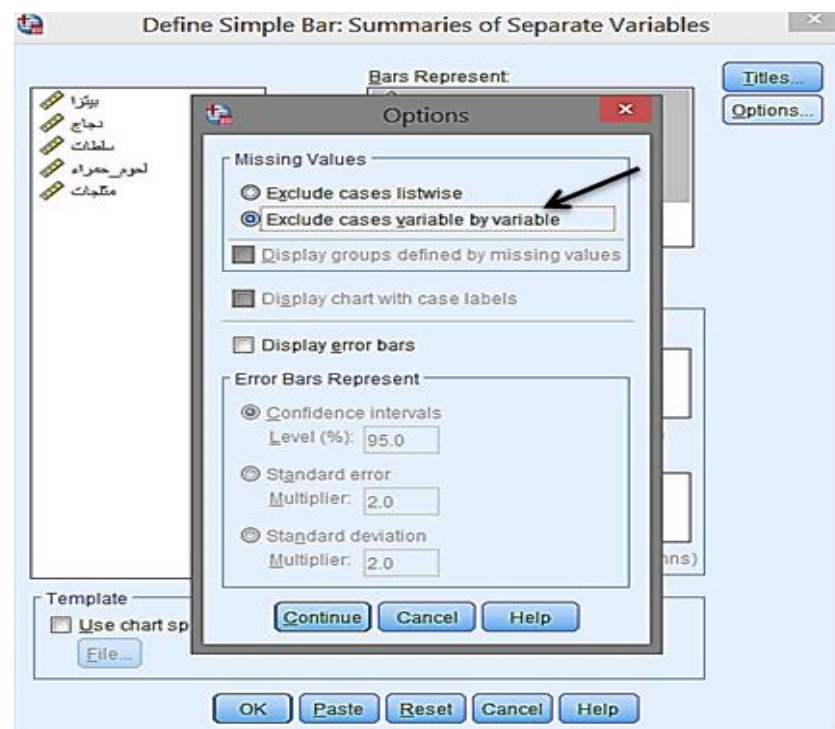 Define Simple Bar: Summaries of Separate Variables
Bars Represent:
Titles...
Options...
بيتزا
دجاج
سلطات
لحوم_حمراء
مثلجات
Options
Missing Values
Exclude cases listwise
Exclude cases variable by variable
Display groups defined by missing values
Display chart with case labels
Display error bars
Error Bars Represent
Confidence intervals
Level (%): 95.0
Standard error
Multiplier: 2.0
Standard deviation
Multiplier: 2.0
Continue Cancel Help
Template
Use chart sp
File...
OK Paste Reset Cancel Help